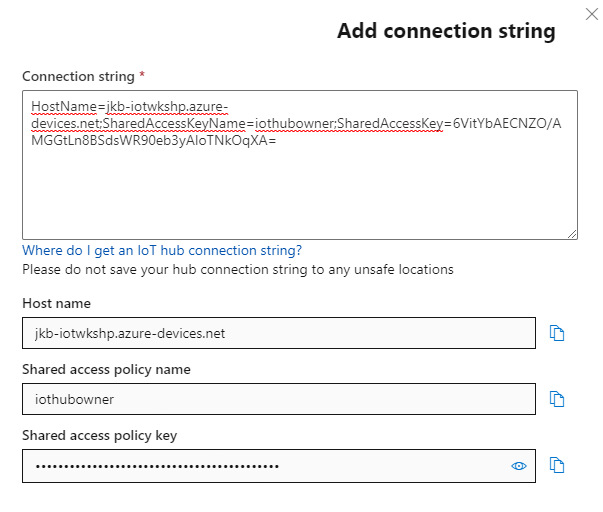 Add connection string
Connection string *
HostName=jkb-iotwkshp.azure-
devices.net;SharedAccessKeyName=iothubowner;SharedAccessKey=6VitYbAECNZO/A
MGGtLn8BSdsWR90eb3yAIoTNkOqXA=
Where do I get an IoT hub connection string?
Please do not save your hub connection string to any unsafe locations
Host name
jkb-iotwkshp.azure-devices.net
Shared access policy name
iothubowner
Shared access policy key